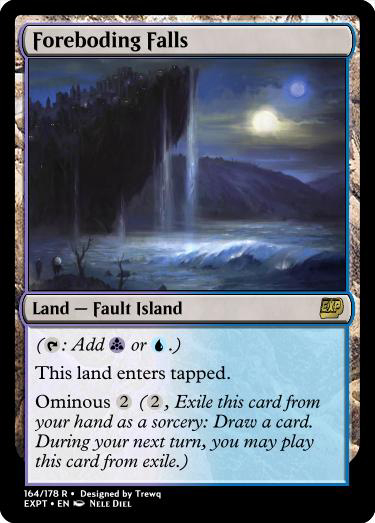 Foreboding Falls
Land — Fault Island
EXP
(: Add or .)
This land enters tapped.
Ominous 2 (2, Exile this card from
your hand as a sorcery: Draw a card.
During your next turn, you may play
this card from exile.)
164/178 R • Designed by Trewq
EXPT • EN NELE DIEL